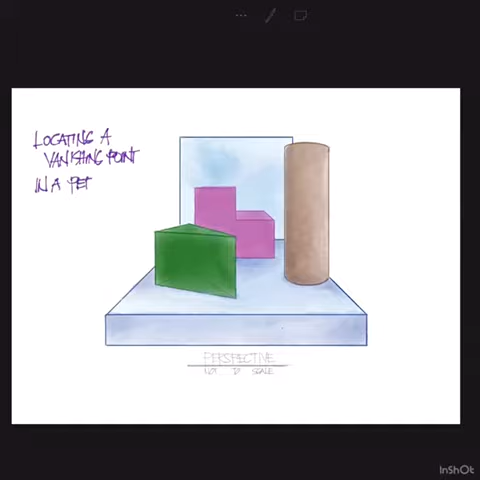 LOCATING A
VANISHING POINT
IN A PET
PERSPECTIVE
NOT TO SCALE
InShOt